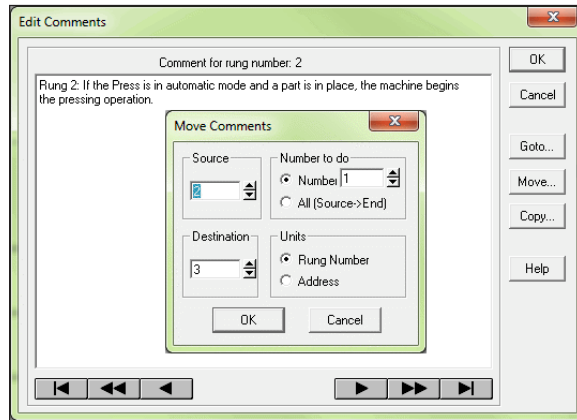 Edit Comments
Comment for rung number: 2
Rung 2: If the Press is in automatic mode and a part is in place, the machine begins
the pressing operation.
Move Comments
Source
2
Number to do
Number 1
All (Source->End)
Destination
3
Units
Rung Number
Address
OK
Cancel
OK
Cancel
Goto...
Move...
Copy...
Help